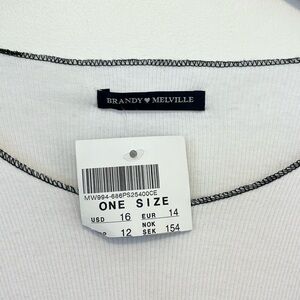 BRANDY ♥ MELVILLE
MW994-686PS25400CE
ONE SIZE
USD 16 EUR 14
NOK
12 SEK 154